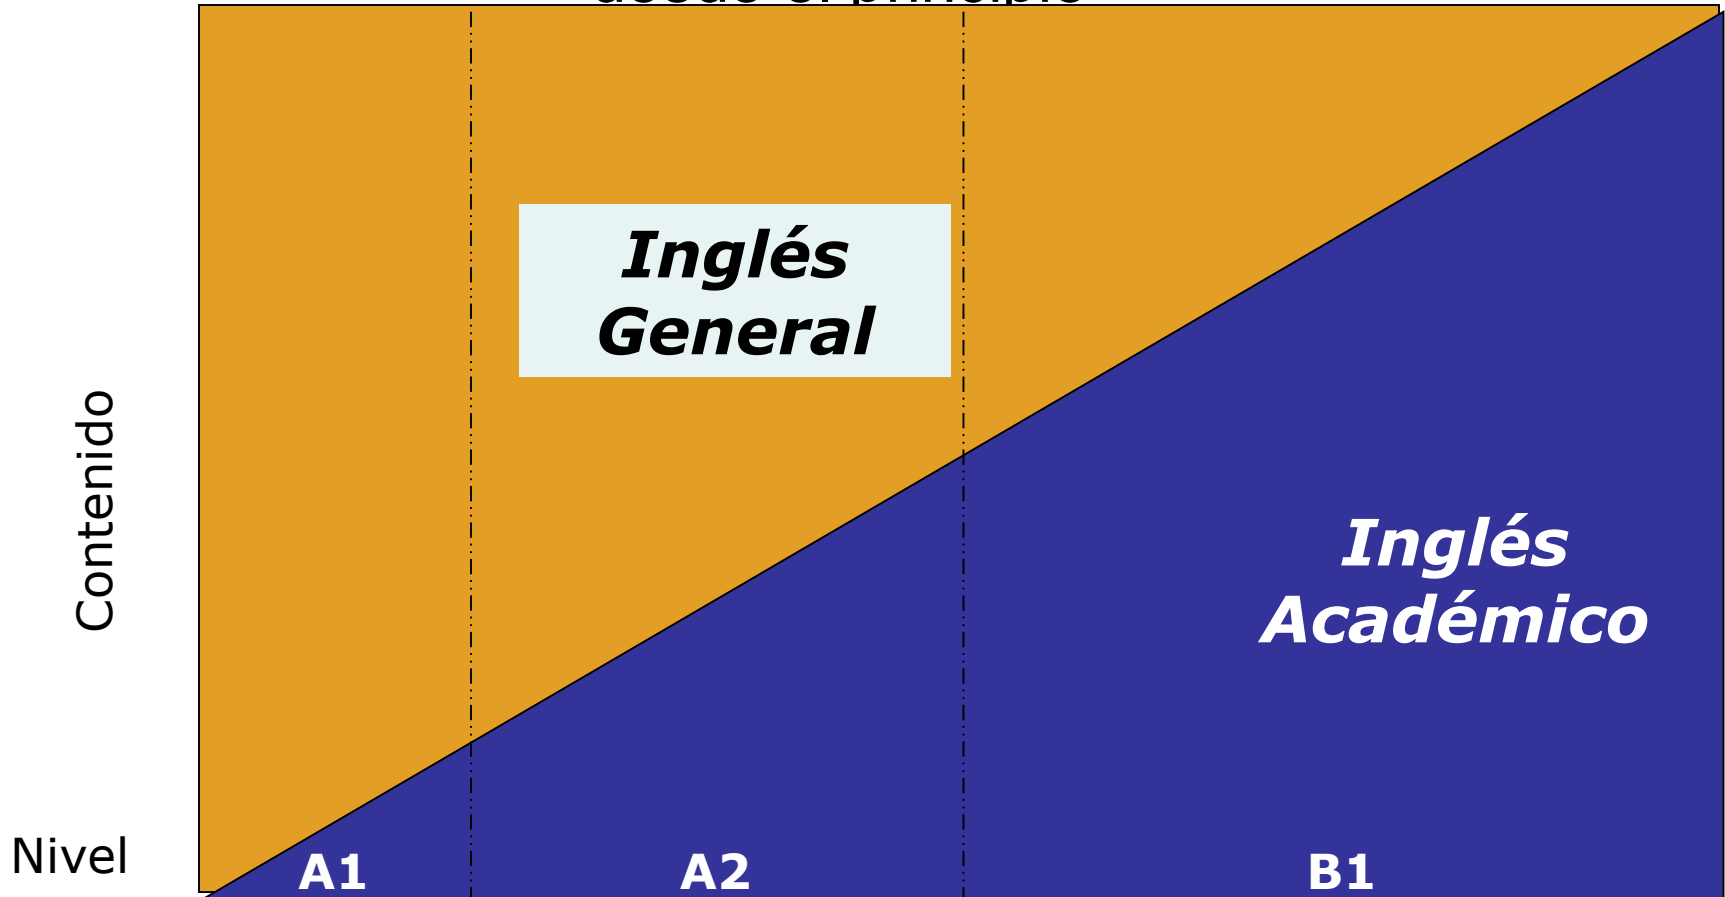 Inglés
General
Contenido
Inglés
Académico
Nivel
A1 A2 B1